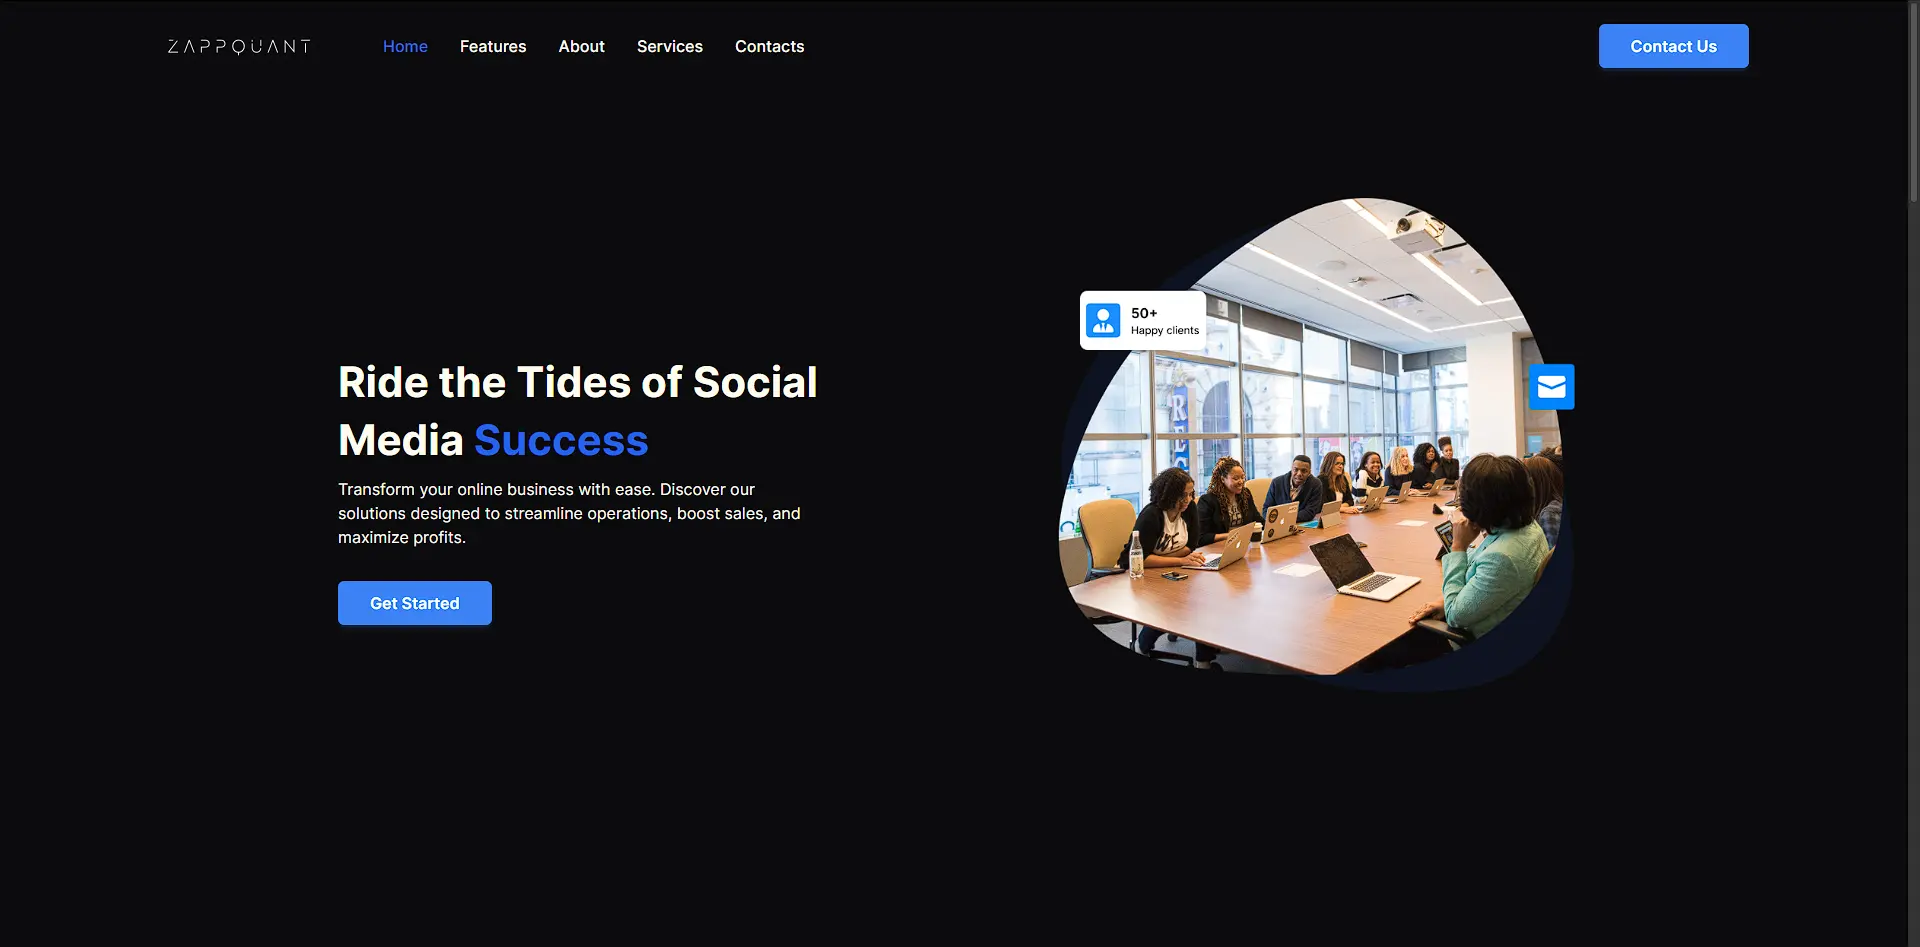 ZAPPQUANT
Home
Features
About
Services
Contacts
Contact Us
50+
Happy clients
Ride the Tides of Social
Media Success
Transform your online business with ease. Discover our
solutions designed to streamline operations, boost sales, and
maximize profits.
Get Started